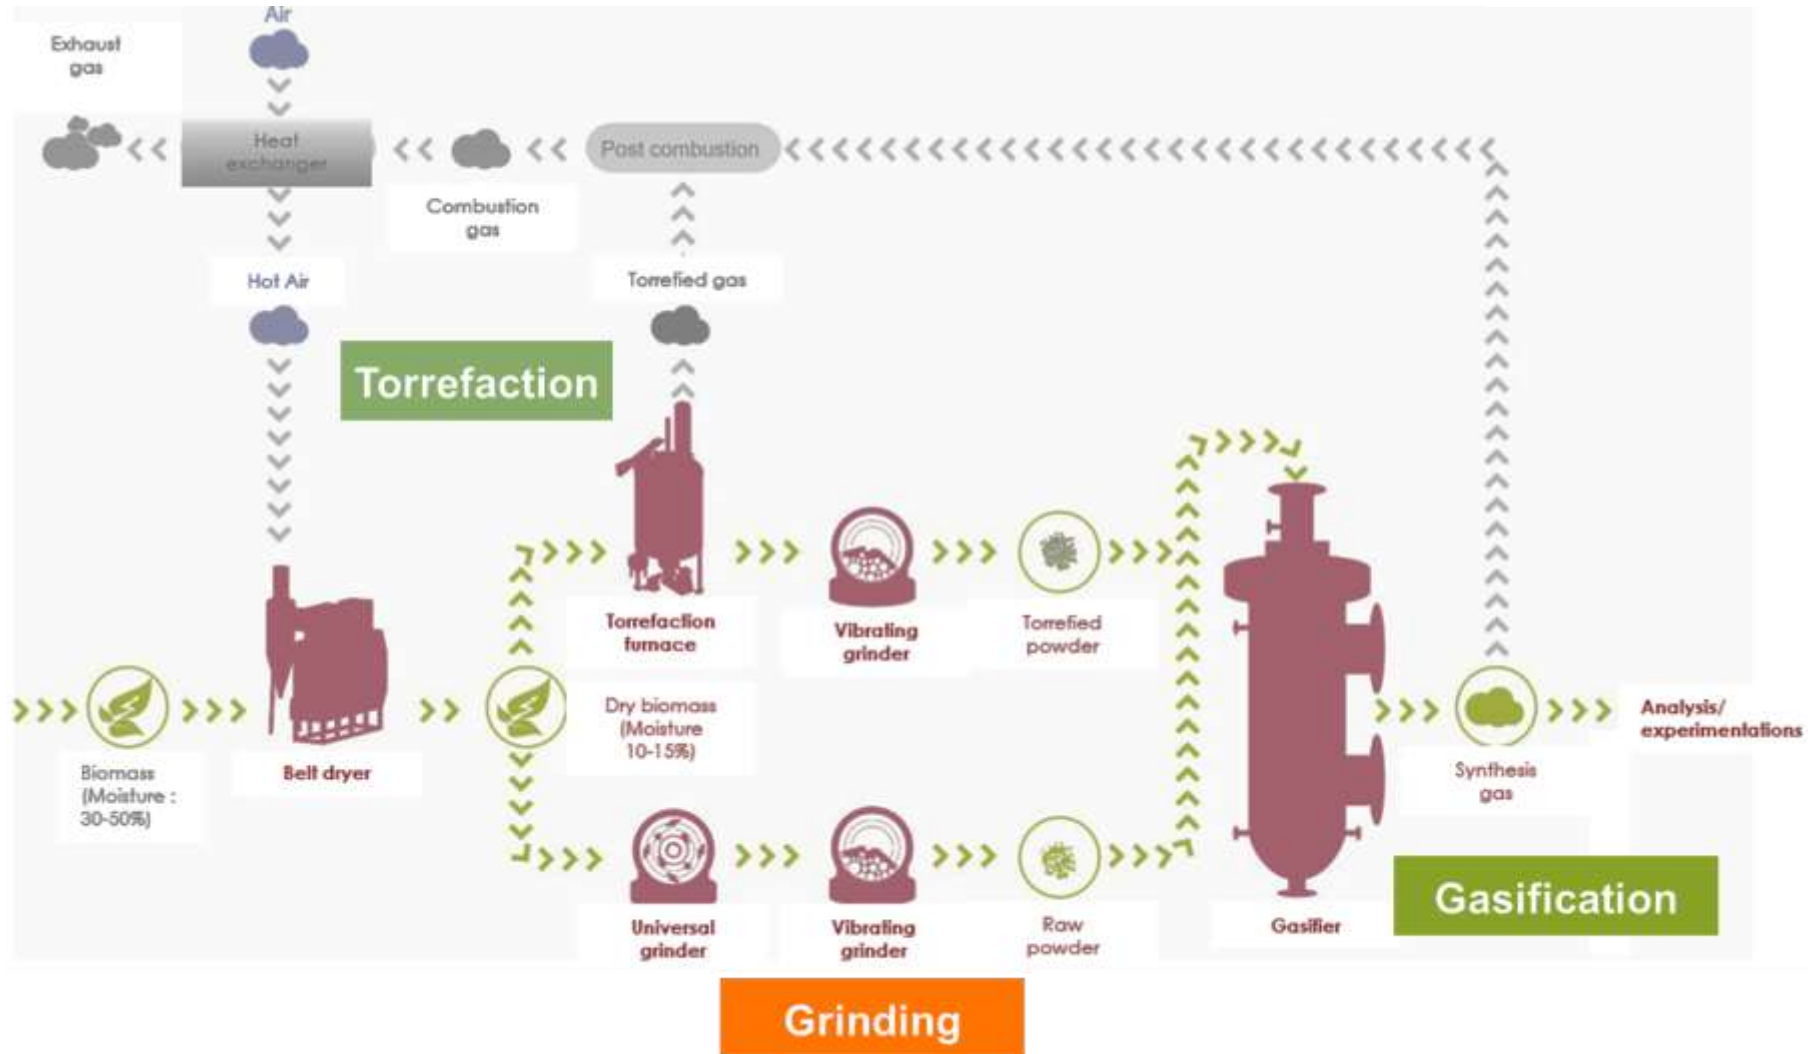 Air
Exhaust
gas
Heat
exchanger
Post combustion
Combustion
gas
Hot Air
Torrefied gas
Torrefaction
Torrefaction
furnace
Vibrating
grinder
Torrefied
powder
Biomass
(Moisture :
30-50%)
Belt dryer
Dry biomass
(Moisture
10-15%)
Synthesis
gas
Analysis/
experimentations
Universal
grinder
Vibrating
grinder
Raw
powder
Gasifier
Gasification
Grinding